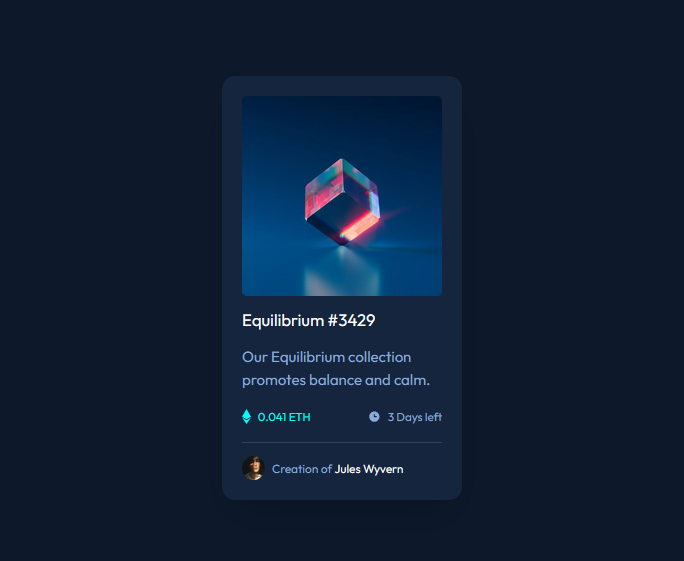 Equilibrium #3429
Our Equilibrium collection
promotes balance and calm.
0.041 ETH 3 Days left
Creation of Jules Wyvern